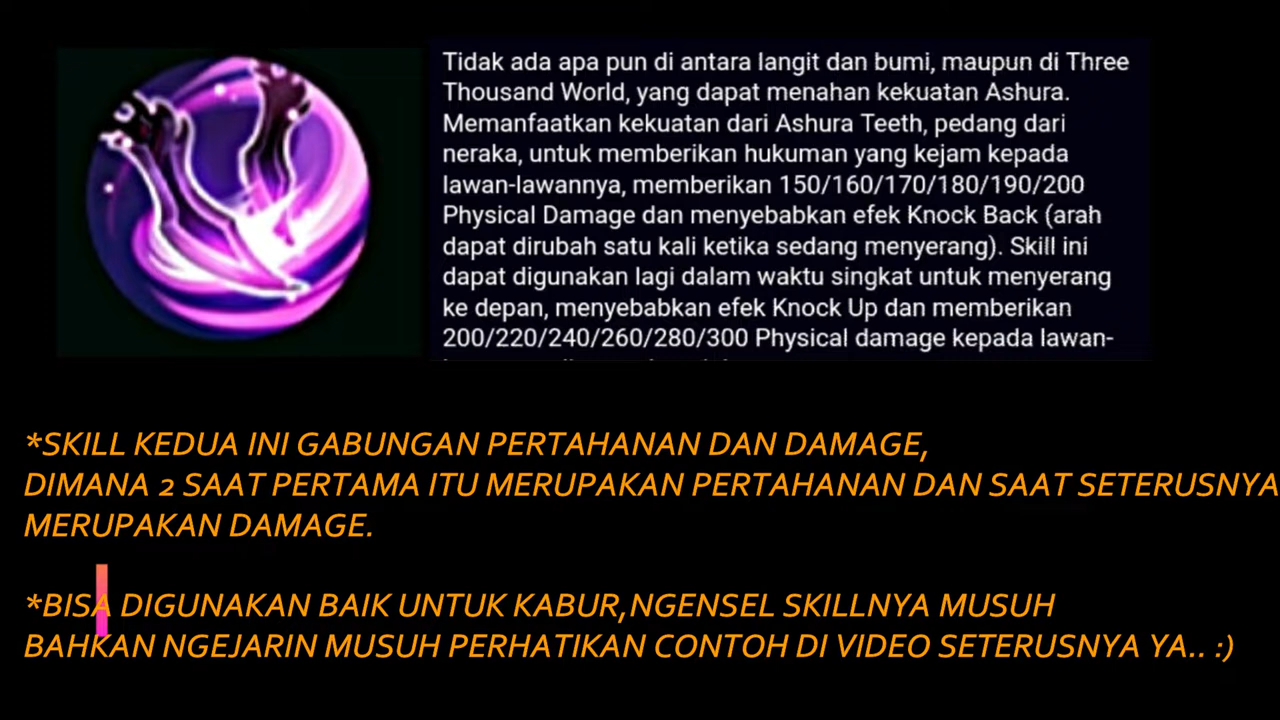 Tidak ada apa pun di antara langit dan bumi, maupun di Three
Thousand World, yang dapat menahan kekuatan Ashura.
Memanfaatkan kekuatan dari Ashura Teeth, pedang dari
neraka, untuk memberikan hukuman yang kejam kepada
lawan-lawannya, memberikan 150/160/170/180/190/200
Physical Damage dan menyebabkan efek Knock Back (arah
dapat dirubah satu kali ketika sedang menyerang). Skill ini
dapat digunakan lagi dalam waktu singkat untuk menyerang
ke depan, menyebabkan efek Knock Up dan memberikan
200/220/240/260/280/300 Physical damage kepada lawan-
*SKILL KEDUA INI GABUNGAN PERTAHANAN DAN DAMAGE,
DIMANA 2 SAAT PERTAMA ITU MERUPAKAN PERTAHANAN DAN SAAT SETERUSNYA
MERUPAKAN DAMAGE.
*BISA DIGUNAKAN BAIK UNTUK KABUR,NGENSEL SKILLNYA MUSUH
BAHKAN NGEJARIN MUSUH PERHATIKAN CONTOH DI VIDEO SETERUSNYA YA.. :)